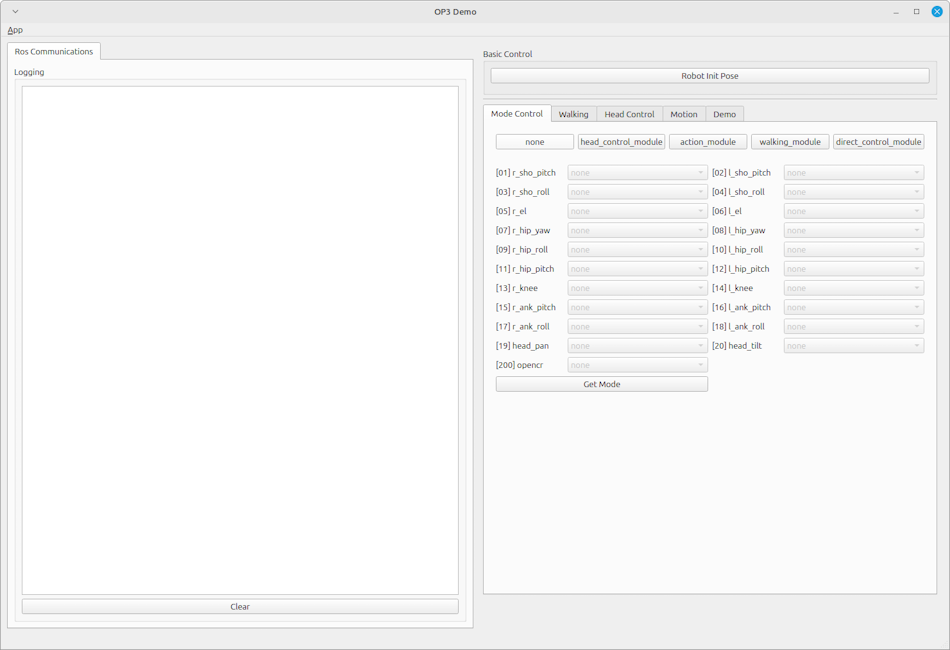 OP3 Demo
App
Ros Communications
Logging
Clear
Basic Control
Robot Init Pose
Mode Control Walking Head Control Motion Demo
none head_control_module action_module walking_module direct_control_module
[01] r_sho_pitch none [02] l_sho_pitch none
[03] r_sho_roll none [04] l_sho_roll none
[05] r_el none [06] l_el none
[07] r_hip_yaw none [08] l_hip_yaw none
[09] r_hip_roll none [10] l_hip_roll none
[11] r_hip_pitch none [12] l_hip_pitch none
[13] r_knee none [14] l_knee none
[15] r_ank_pitch none [16] l_ank_pitch none
[17] r_ank_roll none [18] l_ank_roll none
[19] head_pan none [20] head_tilt none
[200] opencr none
Get Mode